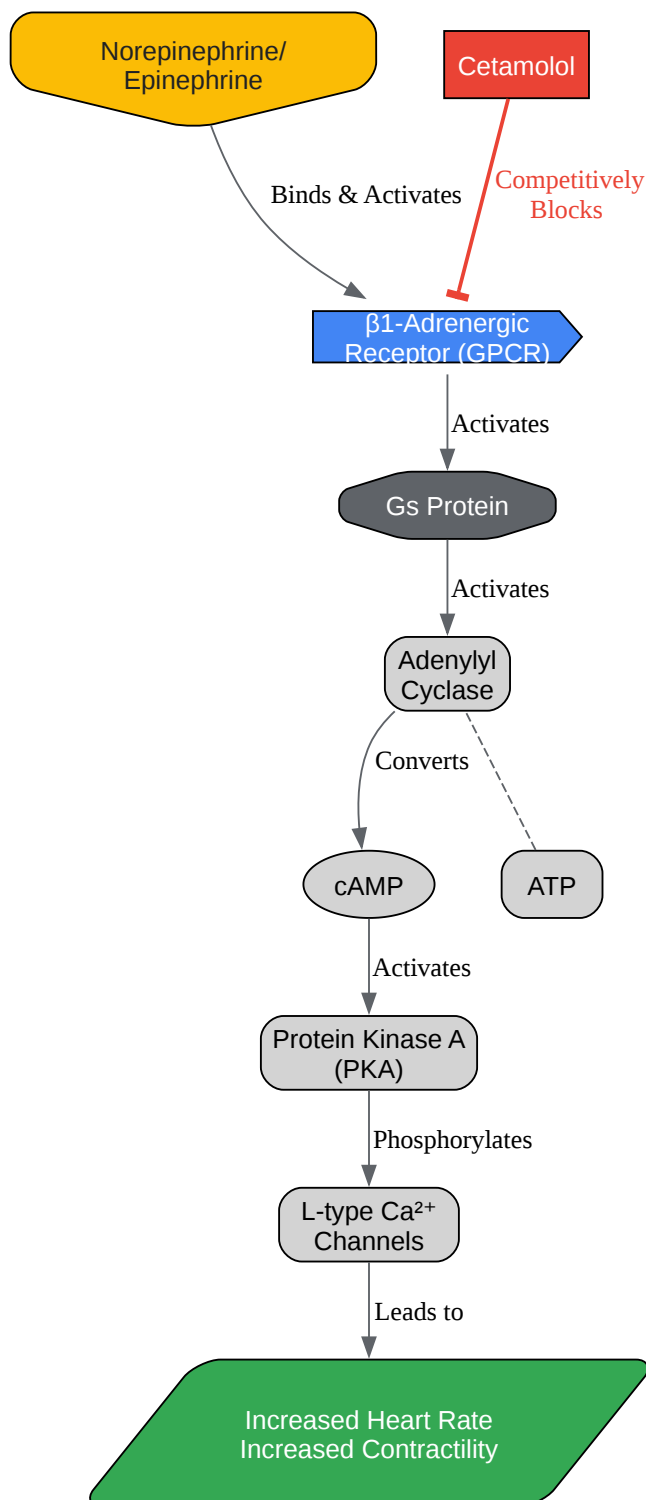 Norepinephrine/
Epinephrine
Cetamolol
Binds & Activates
Competitively
Blocks
β1-Adrenergic
Receptor (GPCR)
Activates
Gs Protein
Activates
Adenylyl
Cyclase
Converts
cAMP
ATP
Activates
Protein Kinase A
(PKA)
Phosphorylates
L-type Ca²⁺
Channels
Leads to
Increased Heart Rate
Increased Contractility